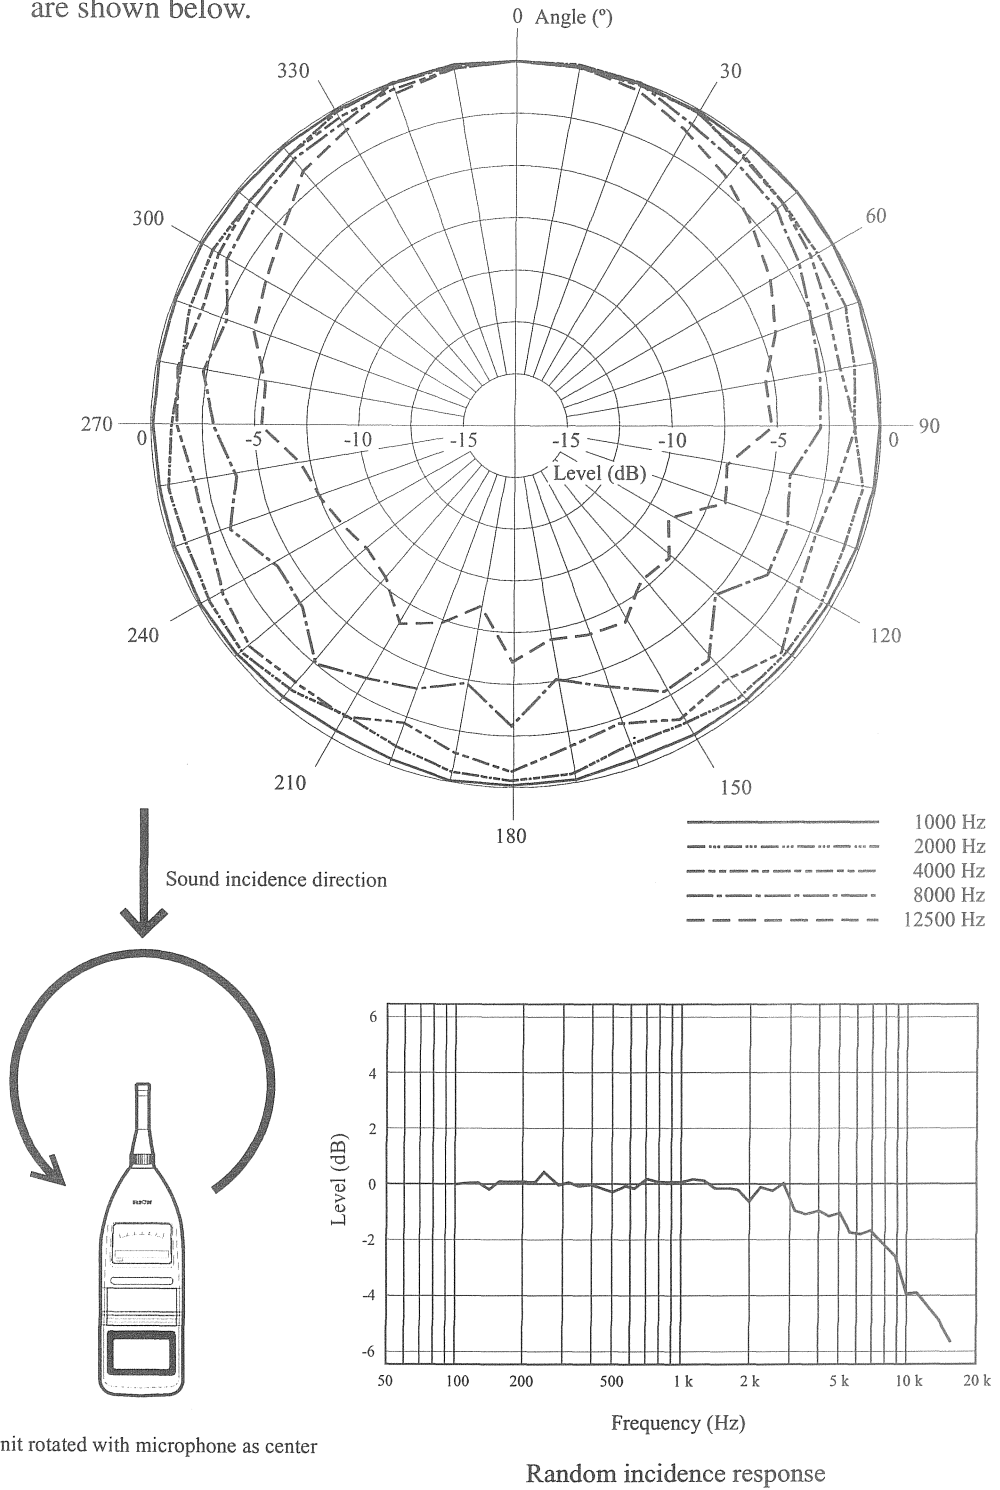 are shown below.
0 Angle (º)
330
30
300
60
270
0
-5
-10
-15
-15
-10
-5
0
90
Level (dB)
240
120
210
150
180
1000 Hz
2000 Hz
4000 Hz
8000 Hz
12500 Hz
Sound incidence direction
RION
nit rotated with microphone as center
6
4
2
0
-2
-4
-6
Level (dB)
50 100 200 500 1 k 2 k 5 k 10 k 20 k
Frequency (Hz)
Random incidence response